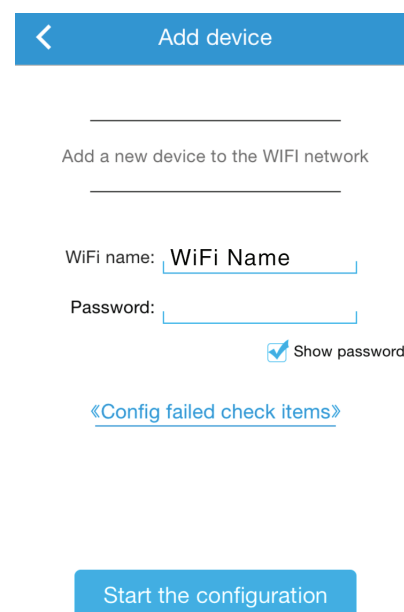 Add device
Add a new device to the WIFI network
WiFi name: WiFi Name
Password:
Show password
《Config failed check items》
Start the configuration